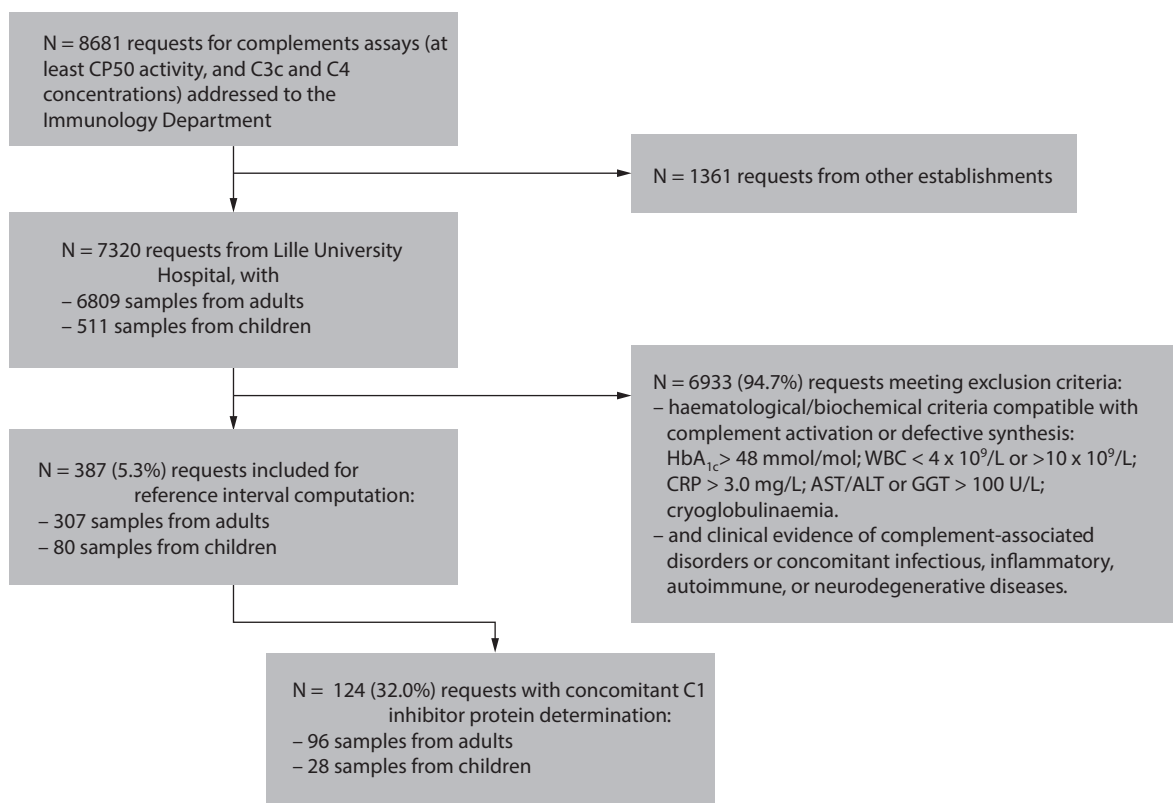 N = 8681 requests for complements assays (at
least CP50 activity, and C3c and C4
concentrations) addressed to the
Immunology Department
N = 1361 requests from other establishments
N = 7320 requests from Lille University
Hospital, with
– 6809 samples from adults
– 511 samples from children
N = 6933 (94.7%) requests meeting exclusion criteria:
– haematological/biochemical criteria compatible with
complement activation or defective synthesis:
HbA₁c> 48 mmol/mol; WBC < 4 x 10⁹/L or >10 x 10⁹/L;
CRP > 3.0 mg/L; AST/ALT or GGT > 100 U/L;
cryoglobulinaemia.
– and clinical evidence of complement-associated
disorders or concomitant infectious, inflammatory,
autoimmune, or neurodegenerative diseases.
N = 387 (5.3%) requests included for
reference interval computation:
– 307 samples from adults
– 80 samples from children
N = 124 (32.0%) requests with concomitant C1
inhibitor protein determination:
– 96 samples from adults
– 28 samples from children